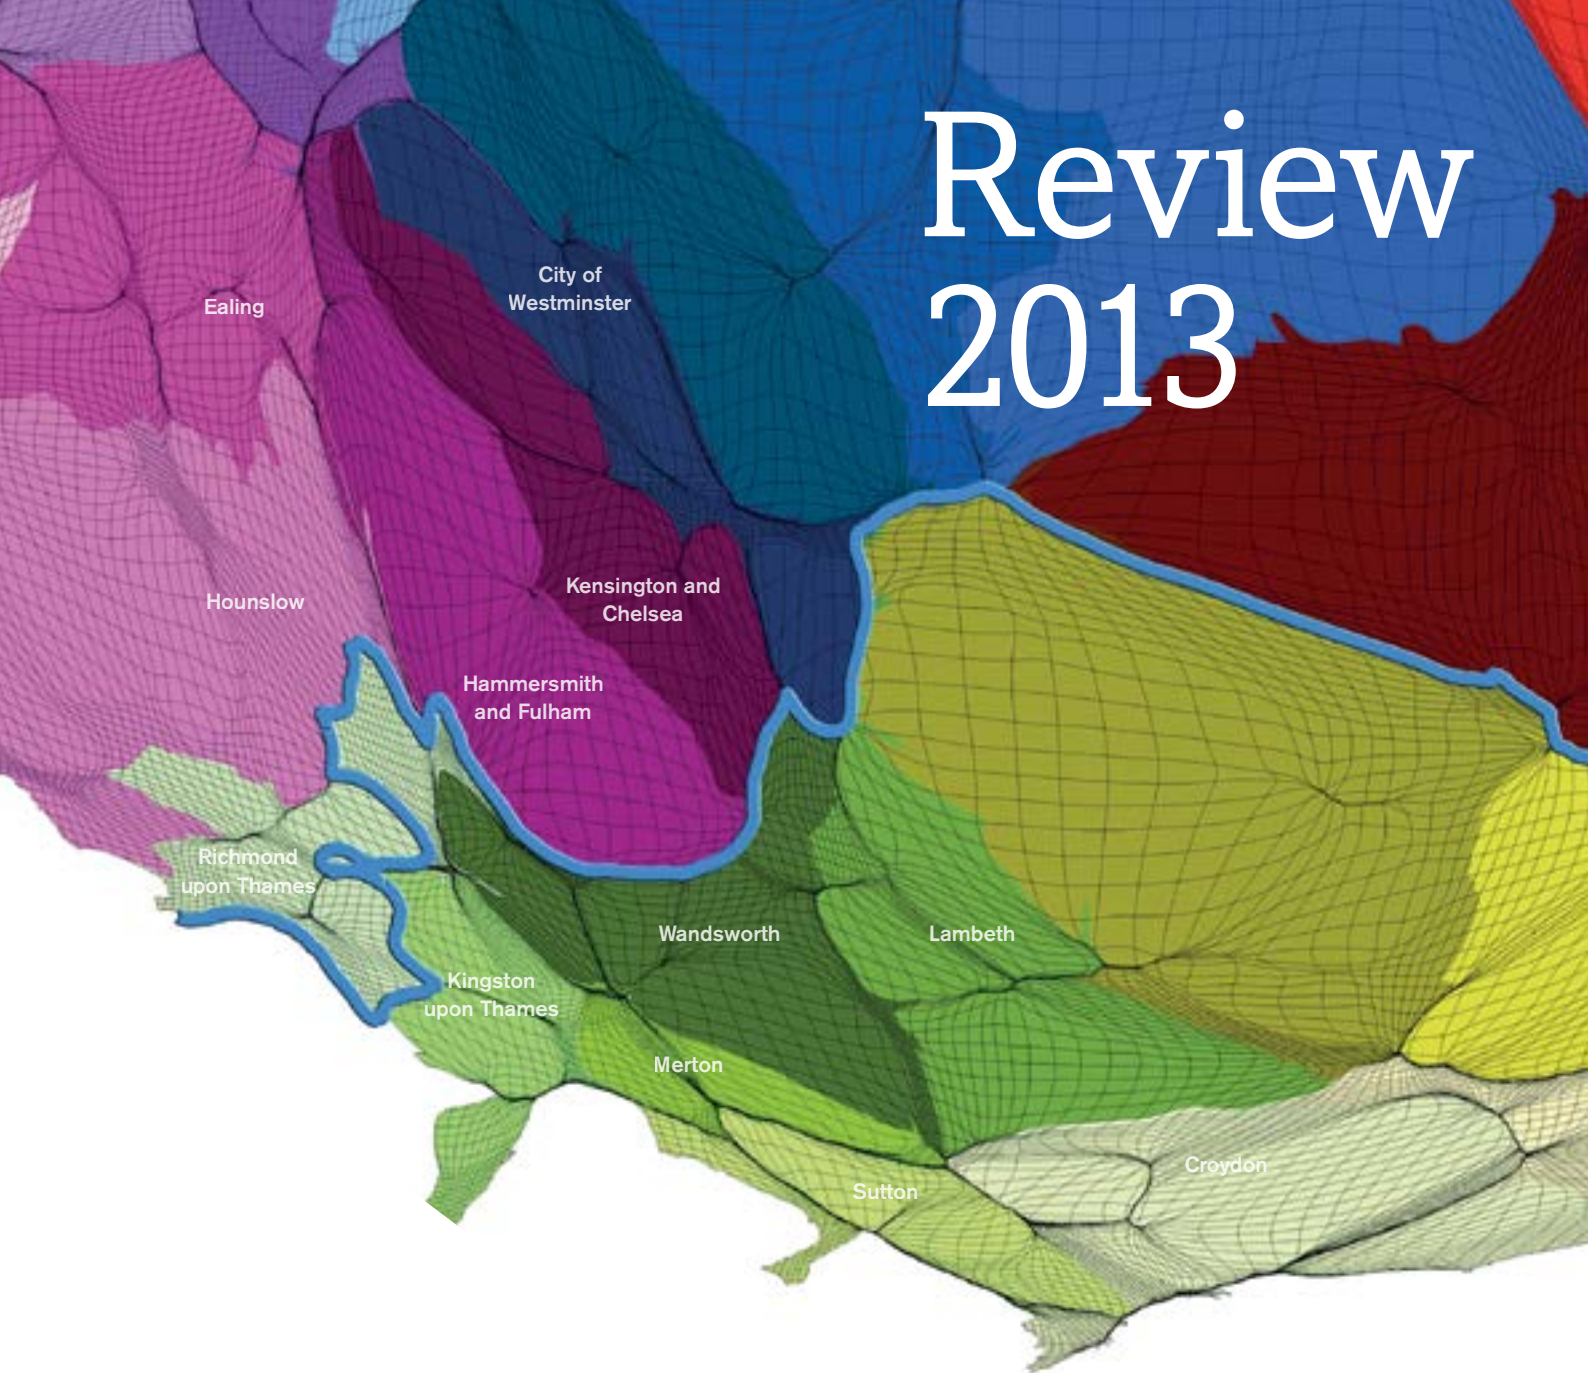 Review
2013
City of
Westminster
Ealing
Kensington and
Chelsea
Hounslow
Hammersmith
and Fulham
Richmond
upon Thames
Wandsworth
Lambeth
Kingston
upon Thames
Merton
Croydon
Sutton